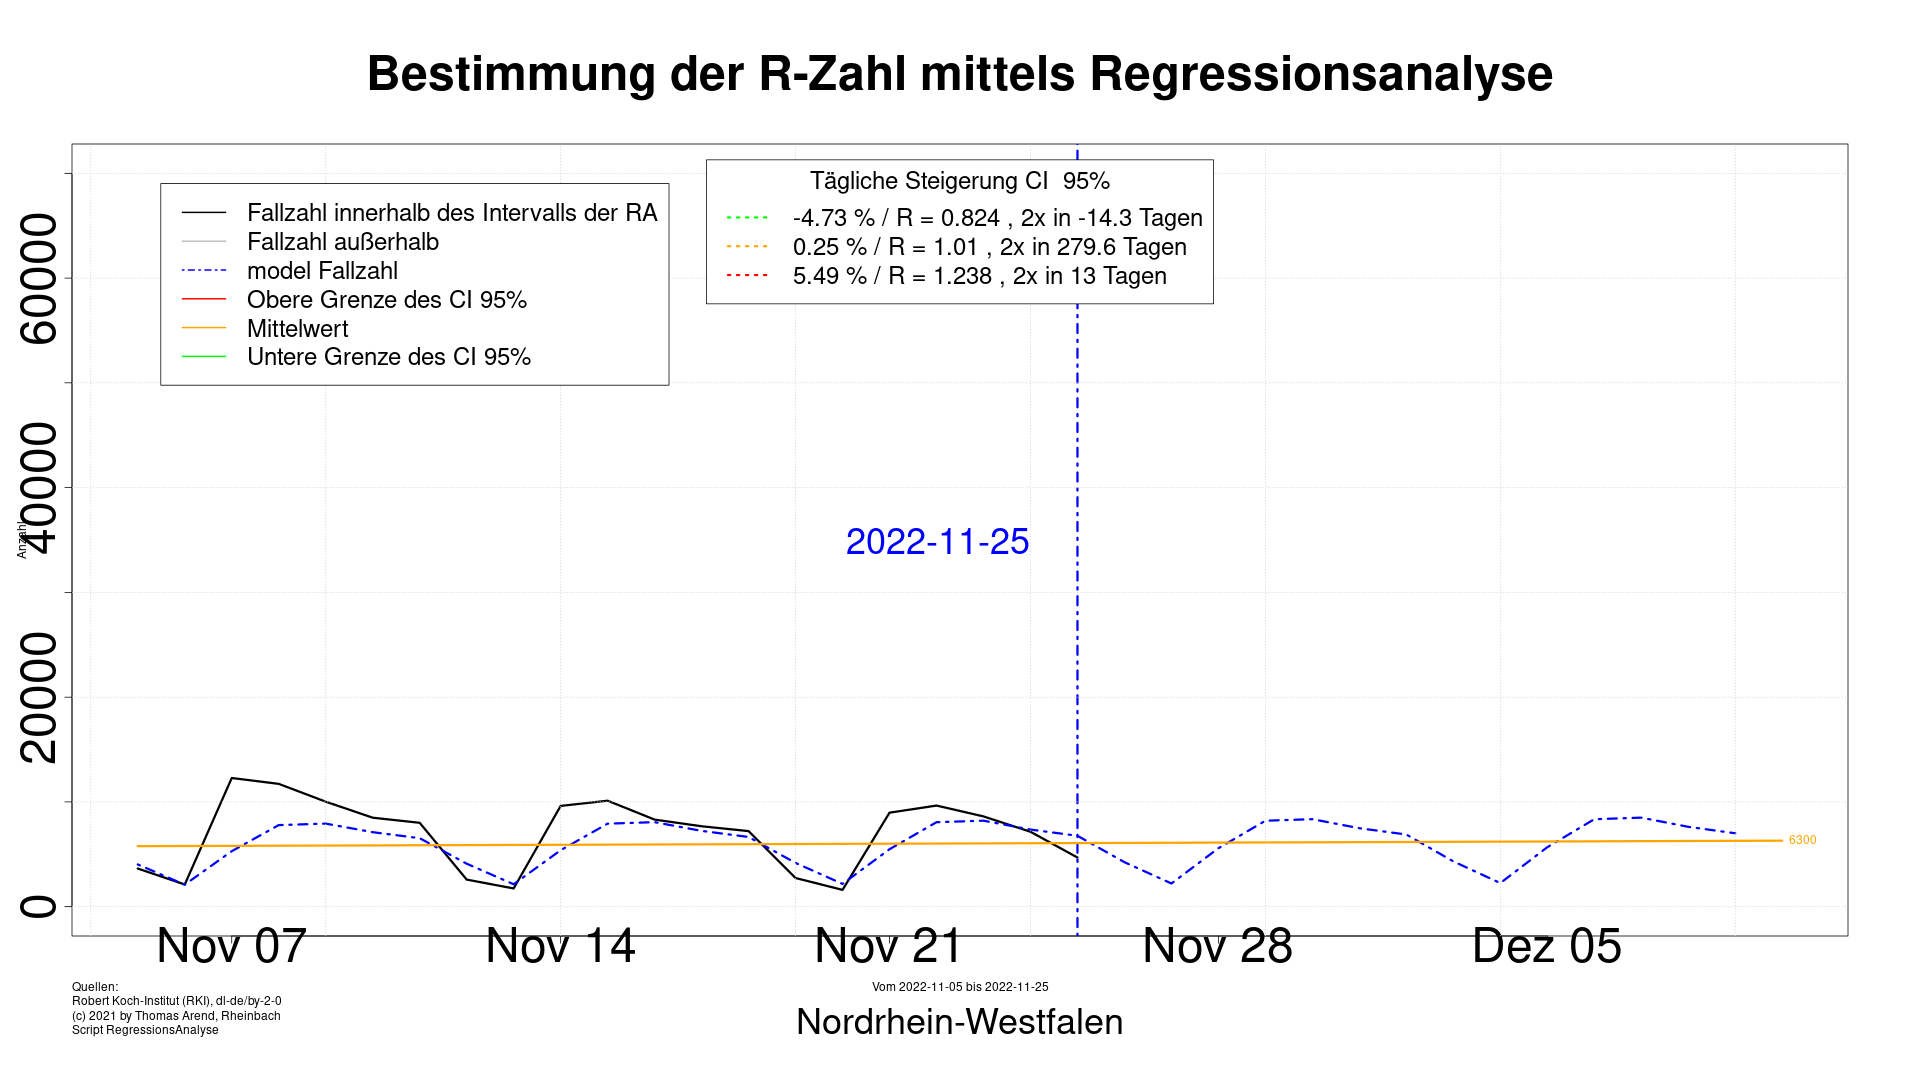 Bestimmung der R-Zahl mittels Regressionsanalyse
Fallzahl innerhalb des Intervalls der RA
Fallzahl außerhalb
model Fallzahl
Obere Grenze des CI 95%
Mittelwert
Untere Grenze des CI 95%
Tägliche Steigerung CI  95%
-4.73 % / R = 0.824 , 2x in -14.3 Tagen
0.25 % / R = 1.01 , 2x in 279.6 Tagen
5.49 % / R = 1.238 , 2x in 13 Tagen
60000
40000
20000
0
Anzahl
2022-11-25
6300
Nov 07
Nov 14
Nov 21
Nov 28
Dez 05
Quellen:
Robert Koch-Institut (RKI), dl-de/by-2-0
(c) 2021 by Thomas Arend, Rheinbach
Script RegressionsAnalyse
Vom 2022-11-05 bis 2022-11-25
Nordrhein-Westfalen